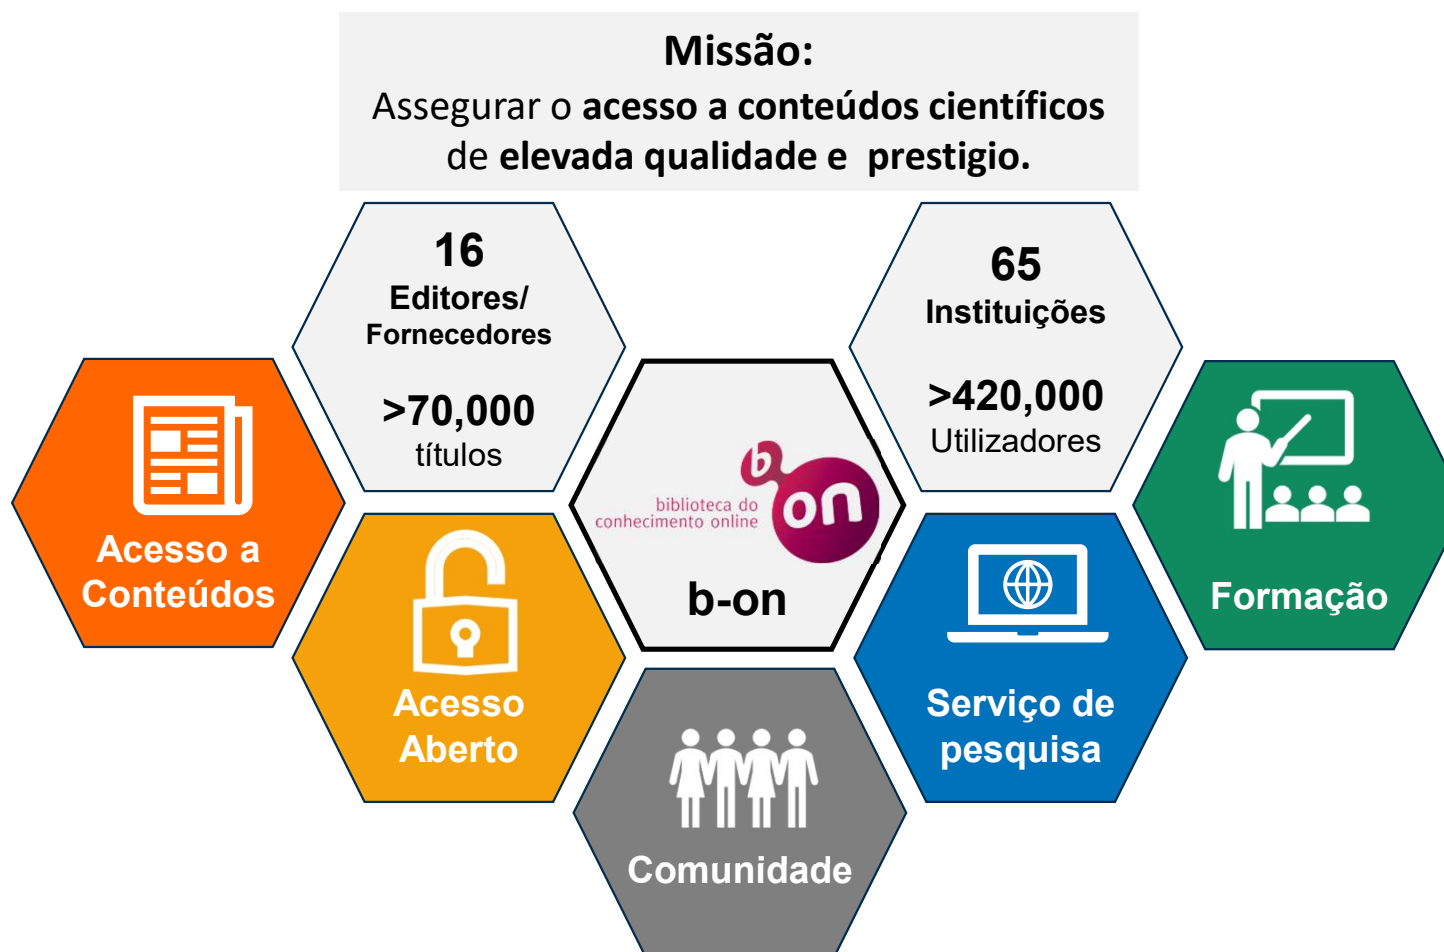 Missão:
Assegurar o acesso a conteúdos científicos
de elevada qualidade e prestigio.
16
Editores/
Fornecedores
>70,000
títulos
65
Instituições
>420,000
Utilizadores
Acesso a
Conteúdos
biblioteca do
conhecimento online
b
on
b-on
Formação
Acesso
Aberto
Serviço de
pesquisa
Comunidade